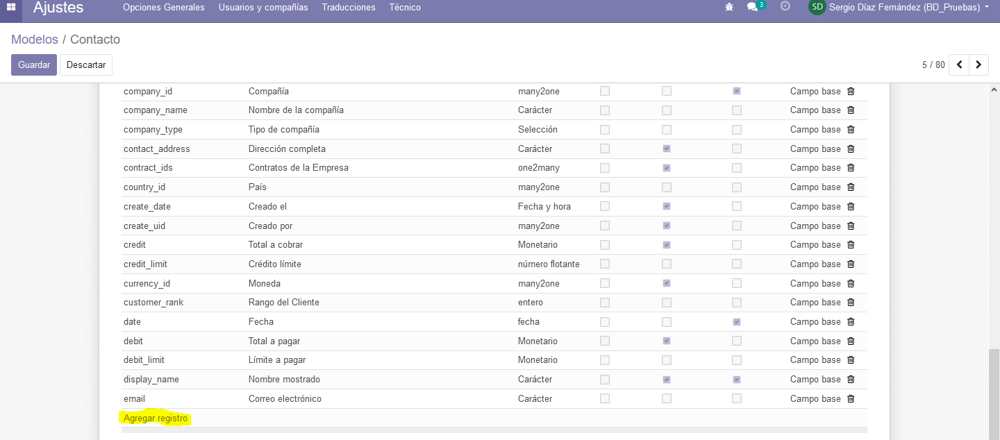 Ajustes Opciones Generales Usuarios y compañías Traducciones Técnico 3 SD Sergio Díaz Fernández (BD_Pruebas)
Modelos / Contacto
Guardar Descartar 5 / 80
company_id Compañía many2one Campo base
company_name Nombre de la compañía Carácter Campo base
company_type Tipo de compañía Selección Campo base
contact_address Dirección completa Carácter Campo base
contract_ids Contratos de la Empresa one2many Campo base
country_id País many2one Campo base
create_date Creado el Fecha y hora Campo base
create_uid Creado por many2one Campo base
credit Total a cobrar Monetario Campo base
credit_limit Crédito límite número flotante Campo base
currency_id Moneda many2one Campo base
customer_rank Rango del Cliente entero Campo base
date Fecha fecha Campo base
debit Total a pagar Monetario Campo base
debit_limit Límite a pagar Monetario Campo base
display_name Nombre mostrado Carácter Campo base
email Correo electrónico Carácter Campo base
Agregar registro